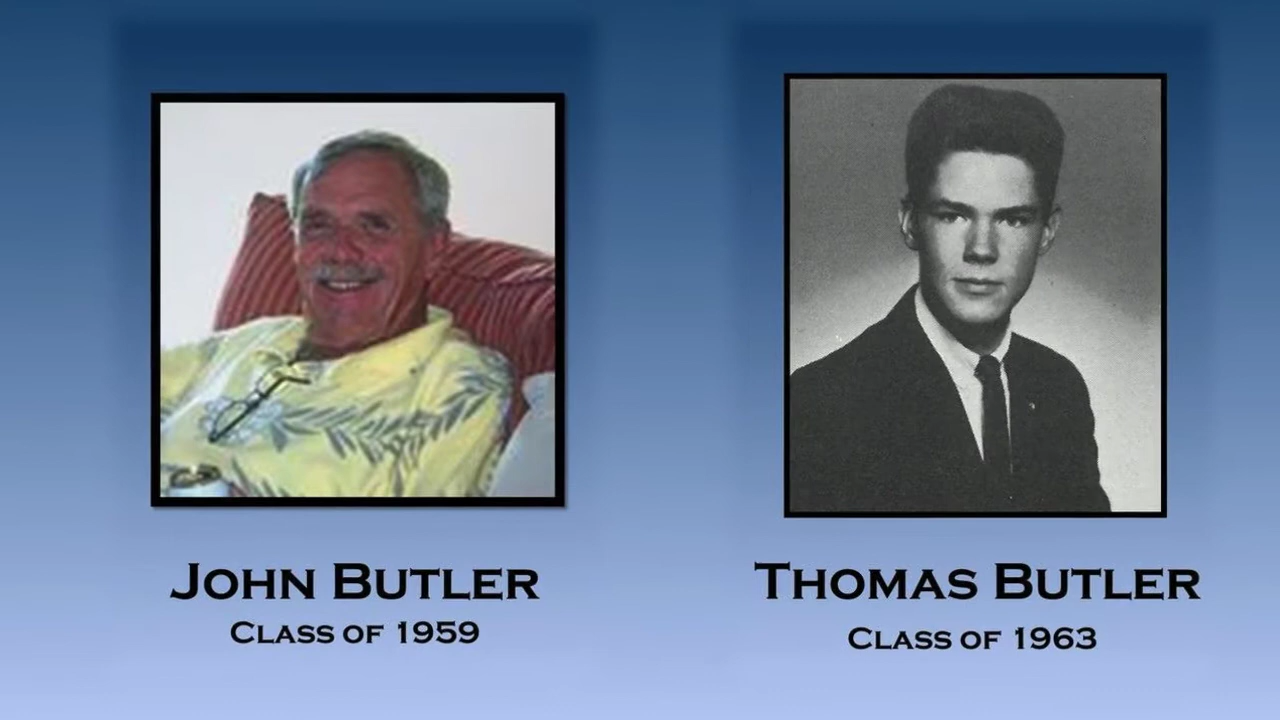 John Butler
Class of 1959
Thomas Butler
Class of 1963